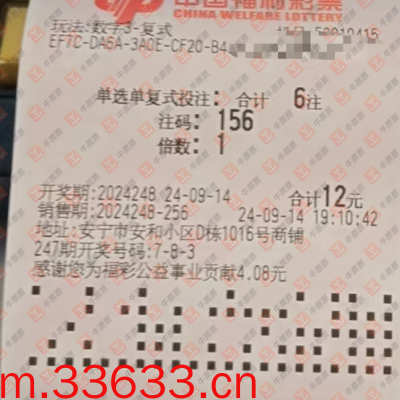 中国福利彩票
CHINA WELFARE LOTTERY
玩法:数字3-复式
EF7C-DA6A-3A0E-CF20-B4
单选单复式投注: 合计 6注
注码: 156
倍数: 1
开奖期:2024248 24-09-14 合计12元
销售期:2024248-256 24-09-14 19:10:42
地址:安宁市安和小区D栋1016号商铺
247期开奖号码:7-8-3
感谢您为福彩公益事业贡献4.08元
m.33633.cn